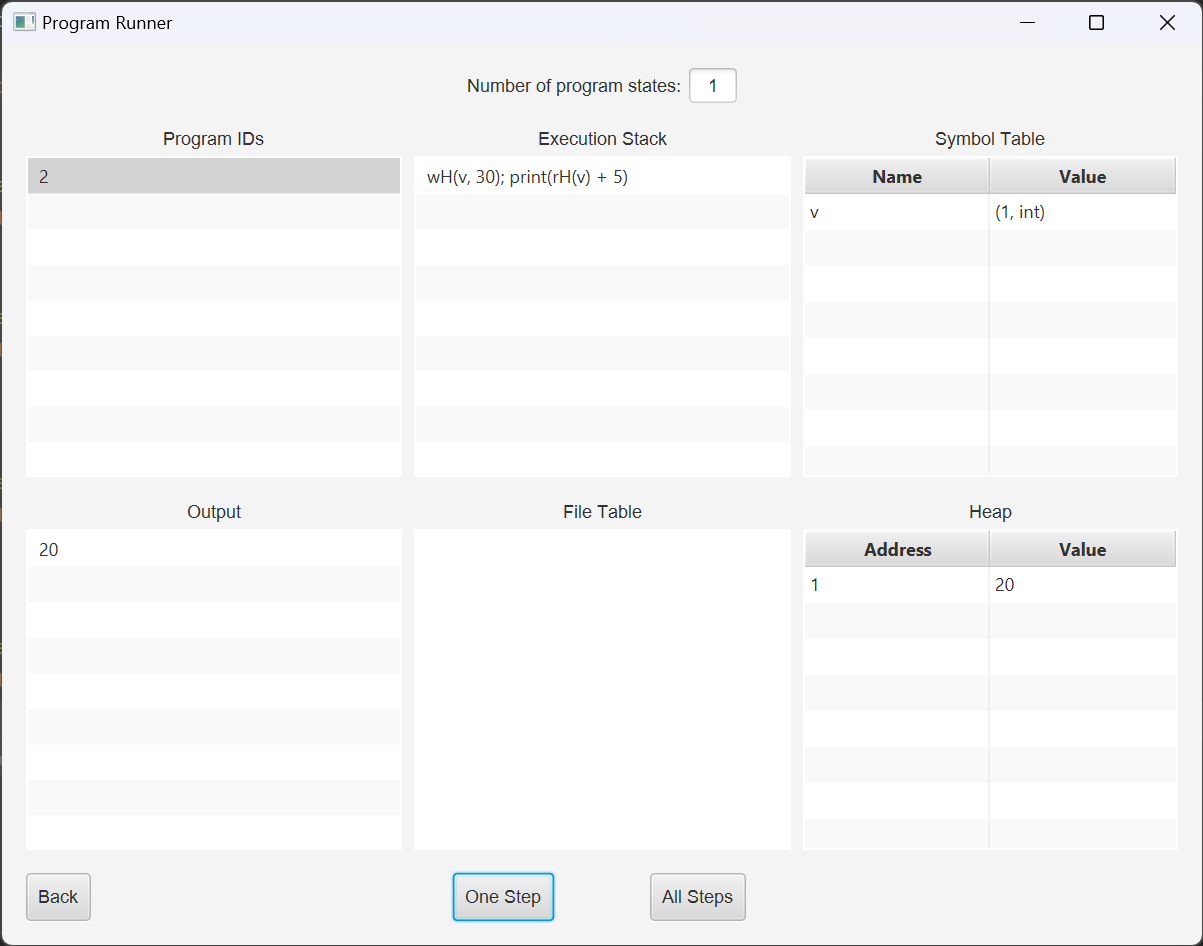 Program Runner
Number of program states: 1
Program IDs
2
Execution Stack
wH(v, 30); print(rH(v) + 5)
Symbol Table
Name Value
v (1, int)
Output
20
File Table
Heap
Address Value
1 20
Back One Step All Steps